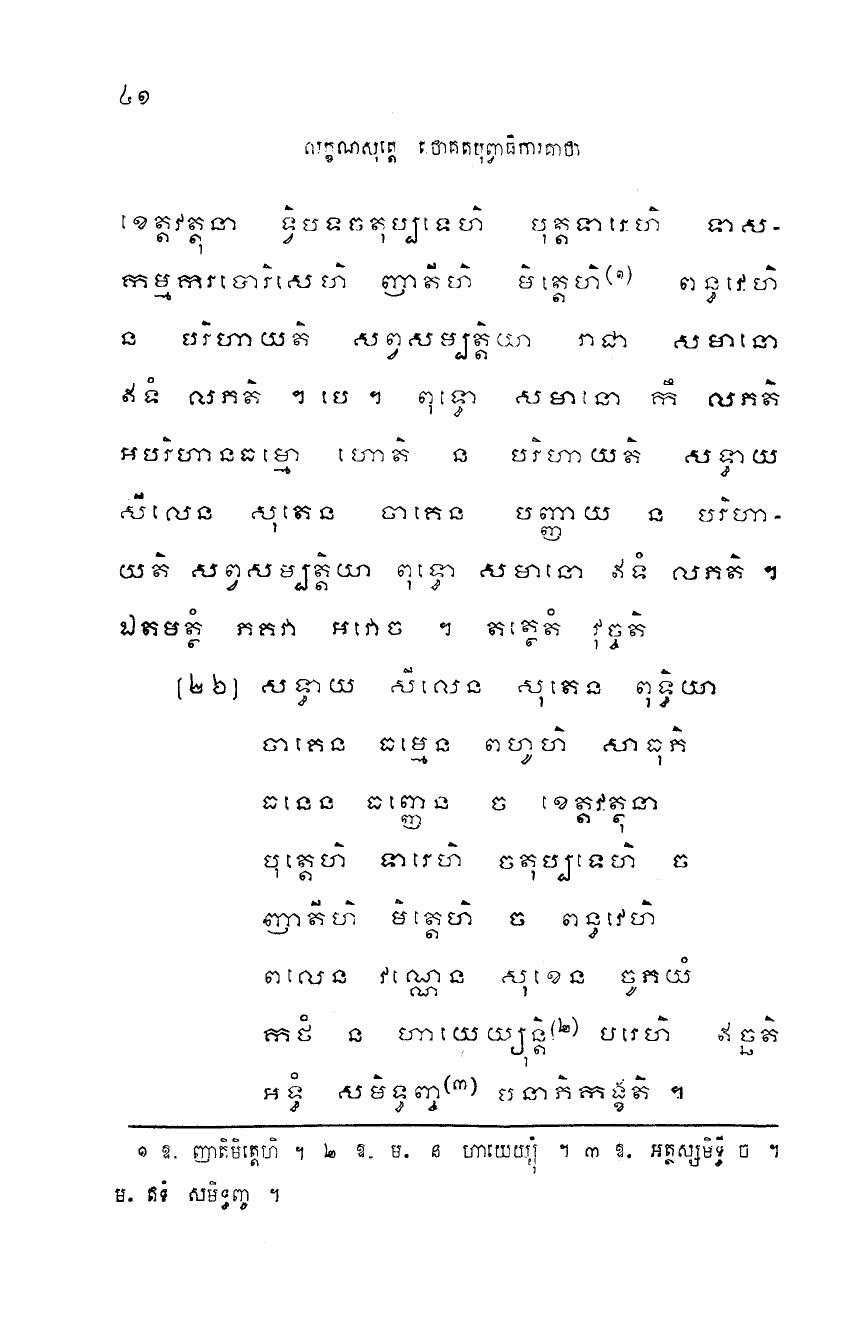 ៤១
លក្ខណសុត្តេ តថាគតបុព្វាធិការគាថា
ខេត្តវត្ថុនា ទ្វិបទចតុប្បទេហិ បុត្តទារេហិ ទាស-
កម្មការបោរិសេហិ ញាតីហិ មិត្តេហិ(១) ពន្ធវេហិ
ន បរិហាយតិ សព្វសម្បត្តិយា រាជា សមានោ
ឥទំ លភតិ ។ បេ ។ ពុទ្ធោ សមានោ កឹ លភតិ
អបរិហានធម្មោ ហោតិ ន បរិហាយតិ សទ្ធាយ
សីលេន សុតេន ចាគេន បញ្ញាយ ន បរិហា-
យតិ សព្វសម្បត្តិយា ពុទ្ធោ សមានោ ឥទំ លភតិ ។
ឯតមត្ថំ ភគវា អវោច ។ តត្ថេតំ វុច្ចតិ
[២៦] សទ្ធាយ សីលេន សុតេន ពុទ្ធិយា
ចាគេន ធម្មេន ពហូហិ សាធុភិ
ធនេន ធញ្ញេន ច ខេត្តវត្ថុនា
បុត្តេហិ ទារេហិ ចតុប្បទេហិ ច
ញាតីហិ មិត្តេហិ ច ពន្ធវេហិ
ពលេន វណ្ណេន សុខេន ចូភយំ
កថំ ន ហាយេយ្យុន្តិ(២) បរេហិ ឥច្ឆតិ
អទ្ធំ សមិទ្ធញ្ច(៣) បនាភិកង្ខតិ ។
១ ឱ. ញាតិមិត្តេហិ ។ ២ ឱ. ម. ន ហាយេយ្យុំ ។ ៣ ឱ. អត្ថស្សមិទ្ធី ច ។
ម. ឥទំ សមិទ្ធញ្ច ។